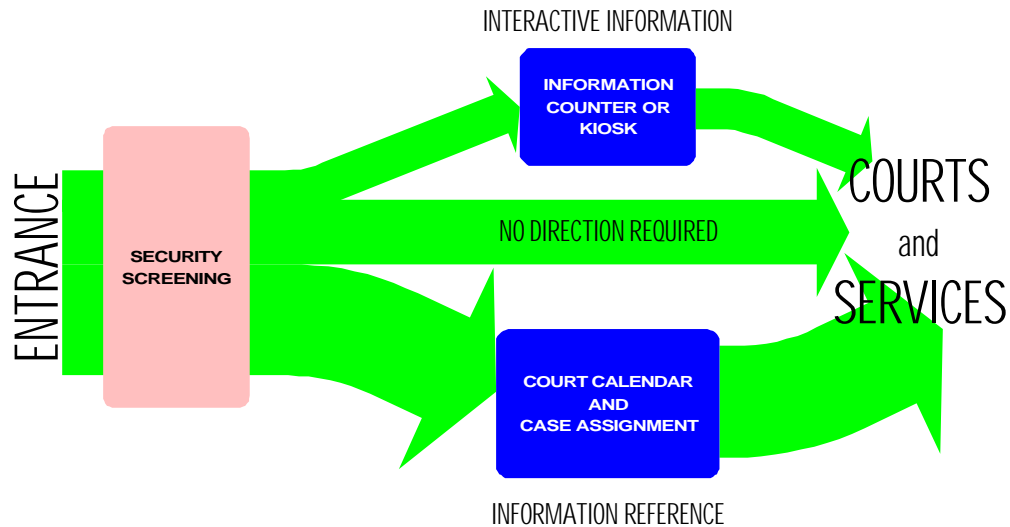 INTERACTIVE INFORMATION
INFORMATION
COUNTER OR
KIOSK
ENTRANCE
SECURITY
SCREENING
NO DIRECTION REQUIRED
COURTS
and
SERVICES
COURT CALENDAR
AND
CASE ASSIGNMENT
INFORMATION REFERENCE